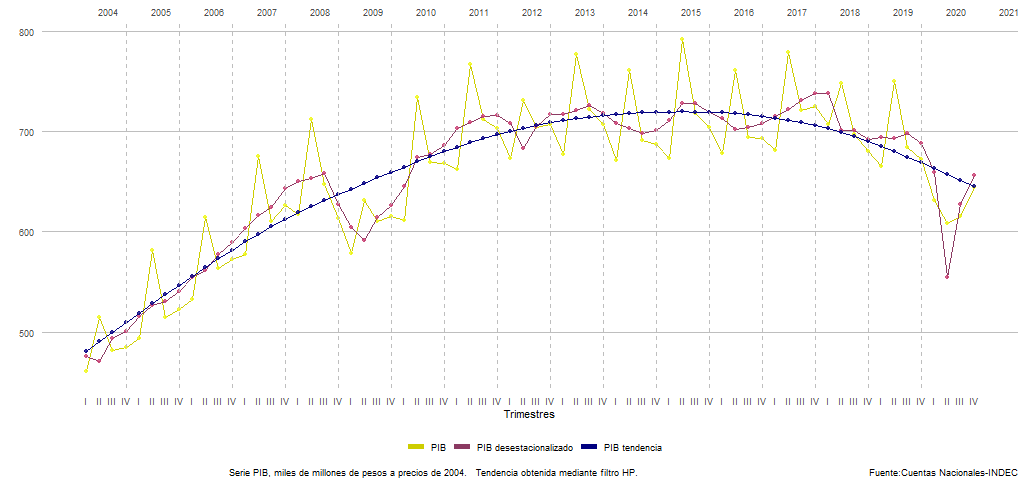 2004 2005 2006 2007 2008 2009 2010 2011 2012 2013 2014 2015 2016 2017 2018 2019 2020 2021
800
700
600
500
I II III IV I II III IV I II III IV I II III IV I II III IV I II III IV I II III IV I II III IV I II III IV I II III IV I II III IV I II III IV I II III IV I II III IV I II III IV I II III IV I II III IV
Trimestres
PIB PIB desestacionalizado PIB tendencia
Serie PIB, miles de millones de pesos a precios de 2004. Tendencia obtenida mediante filtro HP. Fuente:Cuentas Nacionales-INDEC